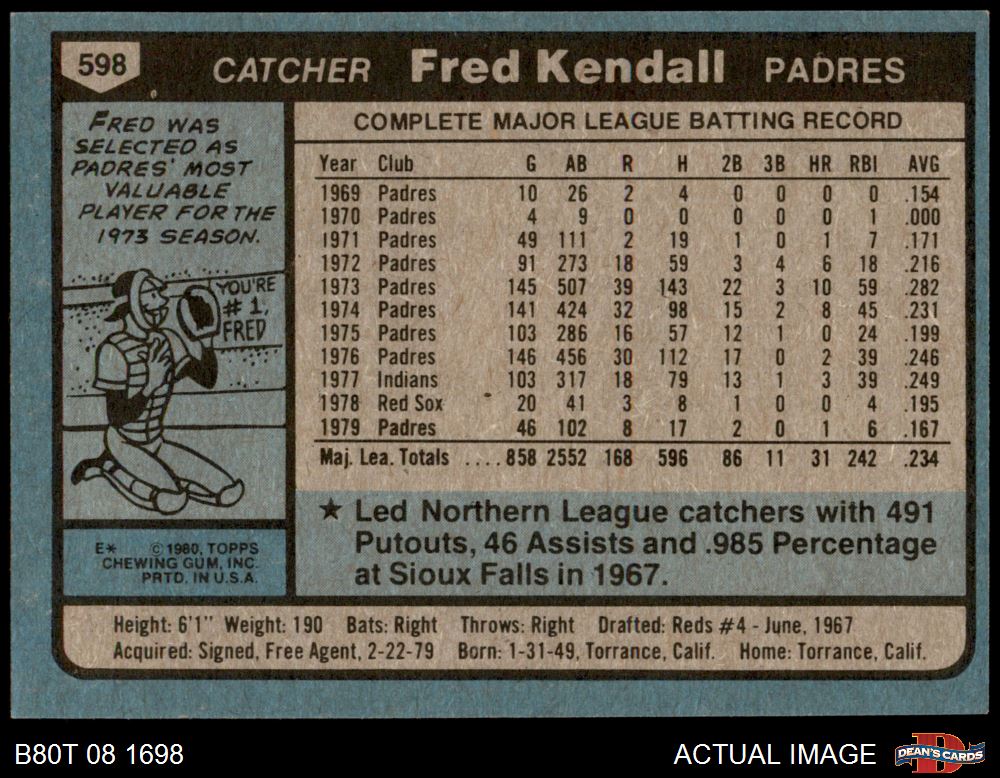 598 CATCHER Fred Kendall PADRES
FRED WAS
SELECTED AS
PADRES' MOST
VALUABLE
PLAYER FOR THE
1973 SEASON.
YOU'RE
# 1,
FRED
E* © 1980, TOPPS
CHEWING GUM, INC.
PRTD. IN U.S.A.
COMPLETE MAJOR LEAGUE BATTING RECORD
Year Club G AB R H 2B 3B HR RBI AVG
1969 Padres 10 26 2 4 0 0 0 0 .154
1970 Padres 4 9 0 0 0 0 0 1 .000
1971 Padres 49 111 2 19 1 0 1 7 .171
1972 Padres 91 273 18 59 3 4 6 18 .216
1973 Padres 145 507 39 143 22 3 10 59 .282
1974 Padres 141 424 32 98 15 2 8 45 .231
1975 Padres 103 286 16 57 12 1 0 24 .199
1976 Padres 146 456 30 112 17 0 2 39 .246
1977 Indians 103 317 18 79 13 1 3 39 .249
1978 Red Sox 20 41 3 8 1 0 0 4 .195
1979 Padres 46 102 8 17 2 0 1 6 .167
Maj. Lea. Totals ....858 2552 168 596 86 11 31 242 .234
★ Led Northern League catchers with 491
Putouts, 46 Assists and .985 Percentage
at Sioux Falls in 1967.
Height: 6'1" Weight: 190 Bats: Right Throws: Right Drafted: Reds #4 - June, 1967
Acquired: Signed, Free Agent, 2-22-79 Born: 1-31-49, Torrance, Calif. Home: Torrance, Calif.
B80T 08 1698 ACTUAL IMAGE DEAN'S CARDS